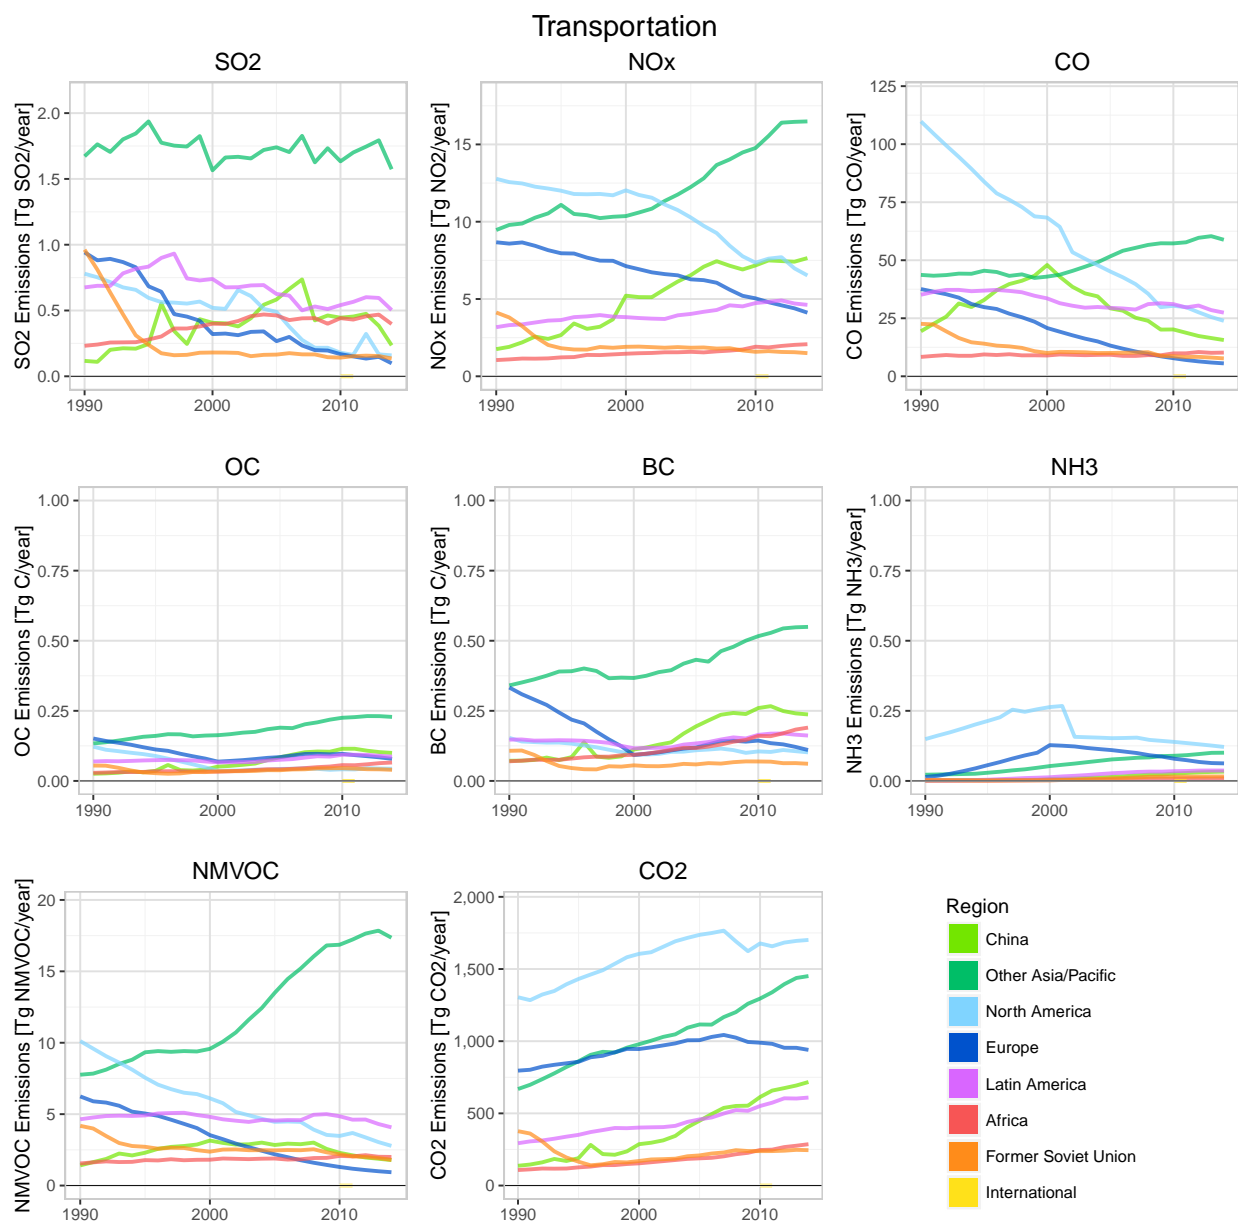 Transportation
SO2
NOx
CO
SO2 Emissions [Tg SO2/year]
2.0
1.5
1.0
0.5
0.0
1990
2000
2010
NOx Emissions [Tg NO2/year]
15
10
5
0
1990
2000
2010
CO Emissions [Tg CO/year]
125
100
75
50
25
0
1990
2000
2010
OC
BC
NH3
OC Emissions [Tg C/year]
1.00
0.75
0.50
0.25
0.00
1990
2000
2010
BC Emissions [Tg C/year]
1.00
0.75
0.50
0.25
0.00
1990
2000
2010
NH3 Emissions [Tg NH3/year]
1.00
0.75
0.50
0.25
0.00
1990
2000
2010
NMVOC
CO2
NMVOC Emissions [Tg NMVOC/year]
20
15
10
5
0
1990
2000
2010
CO2 Emissions [Tg CO2/year]
2,000
1,500
1,000
500
0
1990
2000
2010
Region
China
Other Asia/Pacific
North America
Europe
Latin America
Africa
Former Soviet Union
International